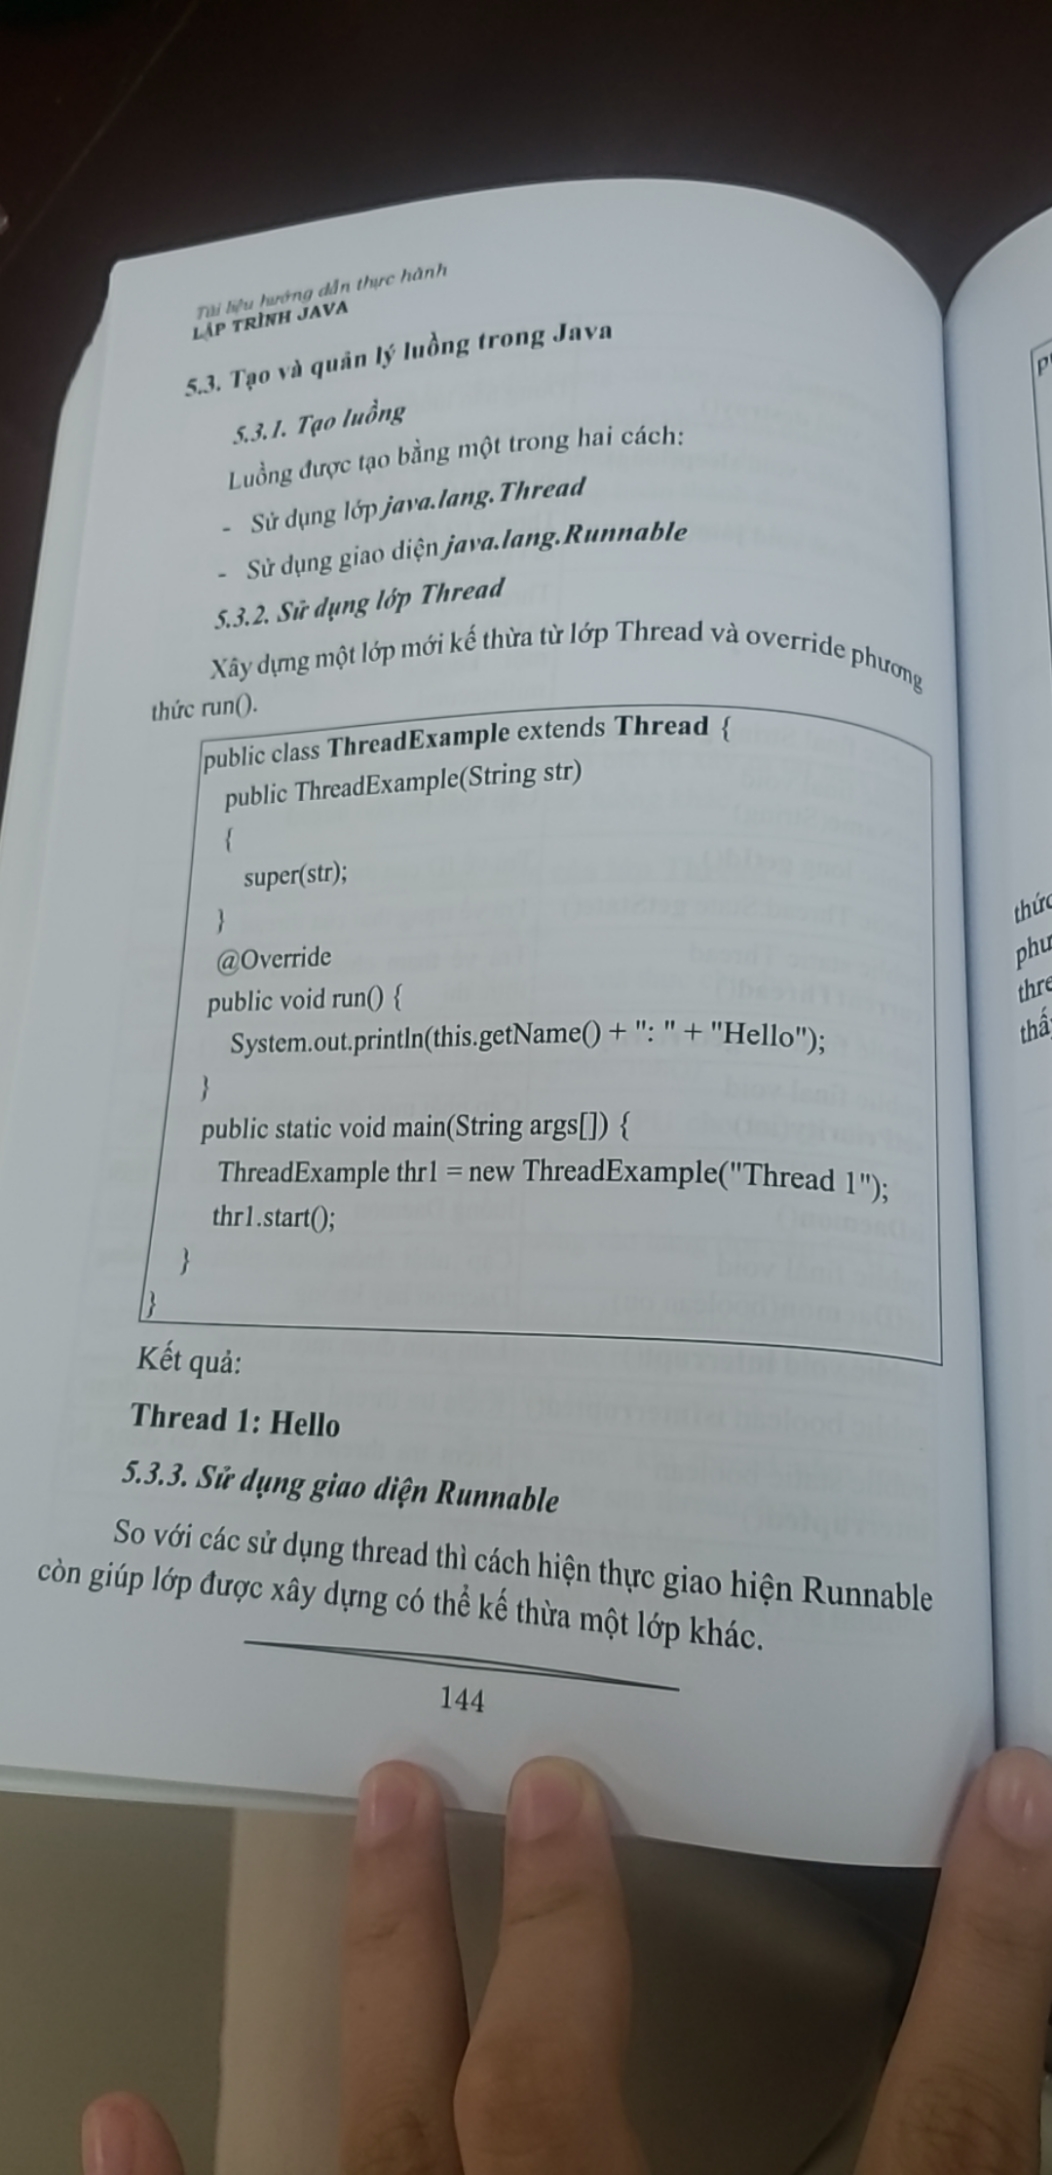 Tài liệu hướng dẫn thực hành
LẬP TRÌNH JAVA
5.3. Tạo và quản lý luồng trong Java
5.3.1. Tạo luồng
Luồng được tạo bằng một trong hai cách:
- Sử dụng lớp java.lang.Thread
- Sử dụng giao diện java.lang.Runnable
5.3.2. Sử dụng lớp Thread
Xây dựng một lớp mới kế thừa từ lớp Thread và override phương
thức run().
public class ThreadExample extends Thread {
public ThreadExample(String str)
{
super(str);
}
@Override
public void run() {
System.out.println(this.getName() + ": " + "Hello");
}
public static void main(String args[]) {
ThreadExample thr1 = new ThreadExample("Thread 1");
thr1.start();
}
}
Kết quả:
Thread 1: Hello
5.3.3. Sử dụng giao diện Runnable
So với các sử dụng thread thì cách hiện thực giao hiện Runnable
còn giúp lớp được xây dựng có thể kế thừa một lớp khác.
144